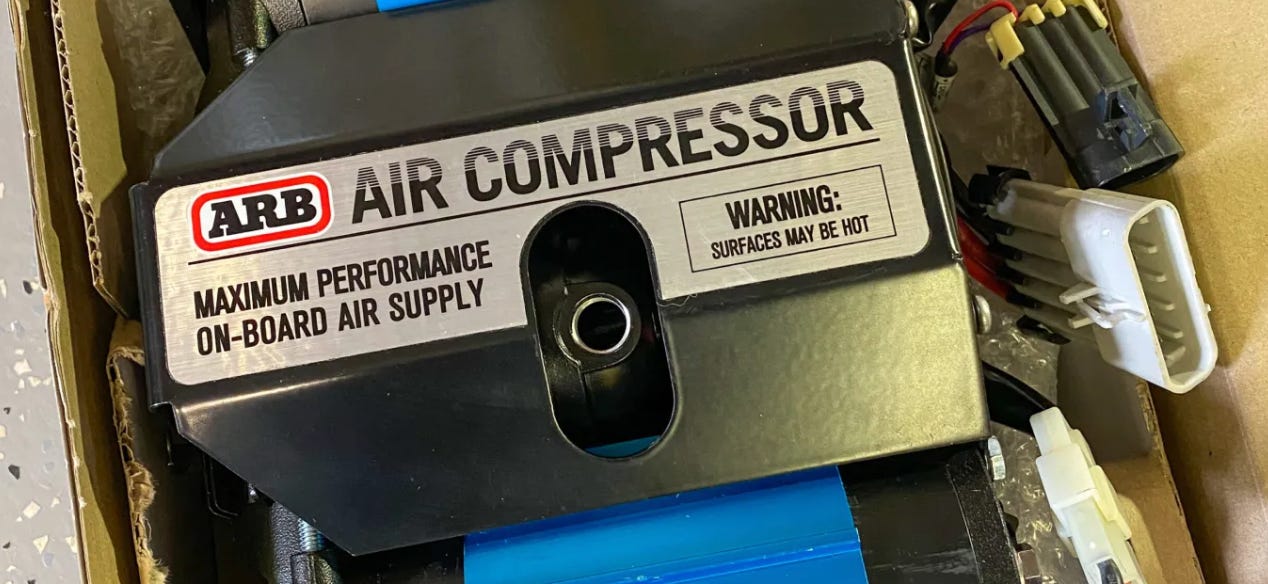 ARB AIR COMPRESSOR
MAXIMUM PERFORMANCE
ON-BOARD AIR SUPPLY
WARNING:
SURFACES MAY BE HOT